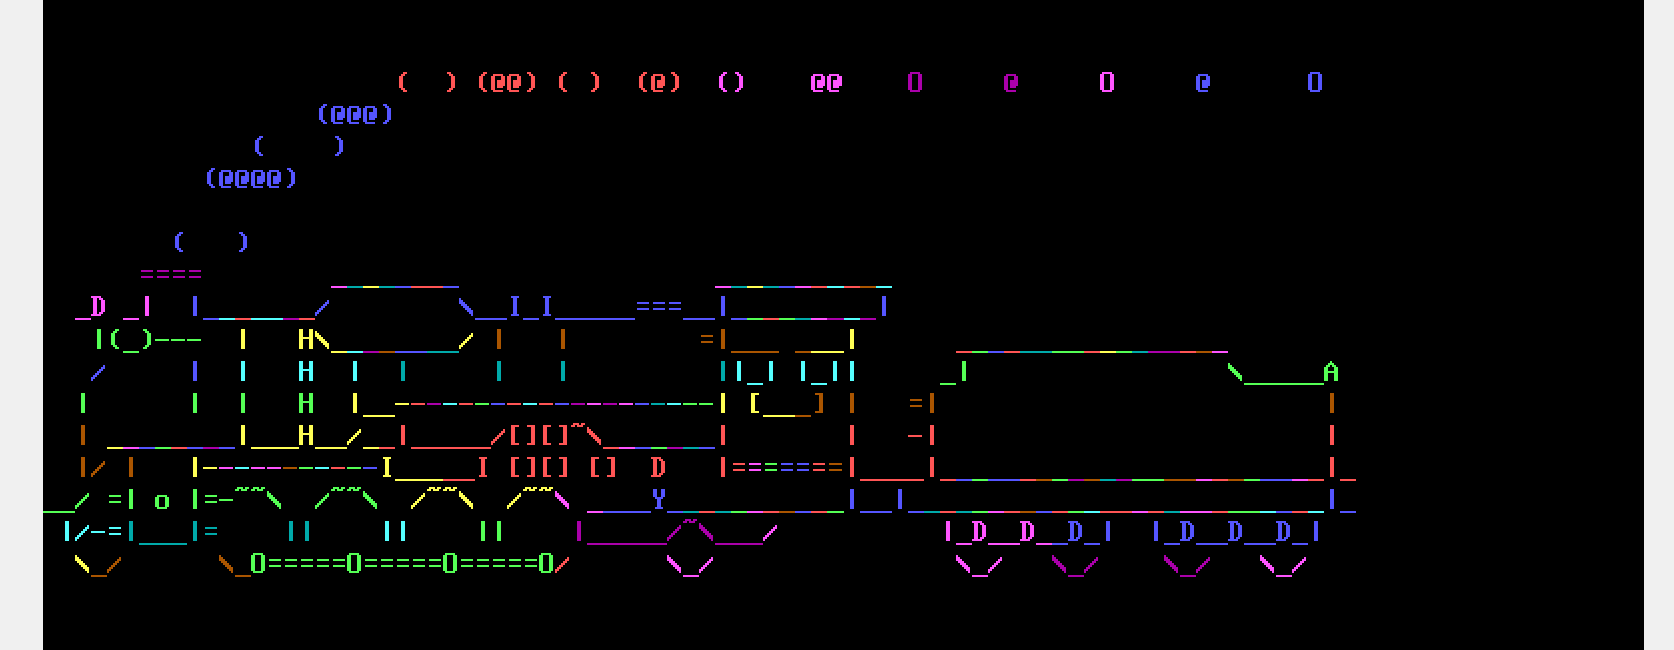 (  ) (@@) ( )  (@)  ()    @@    O     @     O     @      O
(@@@)
(    )
(@@@@)
(   )
====
_D _|  |_______/        \__I_I_____===__|_________|
|(_)---  |   H\________/ |   |        =|___ ___|
/     |  |   H  |  |     |   |         ||_| |_||
|      |  |   H  |__--------------------| [___] |
| ________|___H__/__|_____/[][]~\_______|       |
|/ |   |-----------I_____I [][] []  D   |=======|____|________________________|_
__/ =| o |=-~~\  /~~\  /~~\  /~~\ ____Y___________|__|__________________________|_
|/-=|___|=    ||    ||    ||    |_____/~\___/          |_D__D__D_|  |_D__D__D_|
\_/      \_O=====O=====O=====O/      \_/               \_/   \_/    \_/   \_/